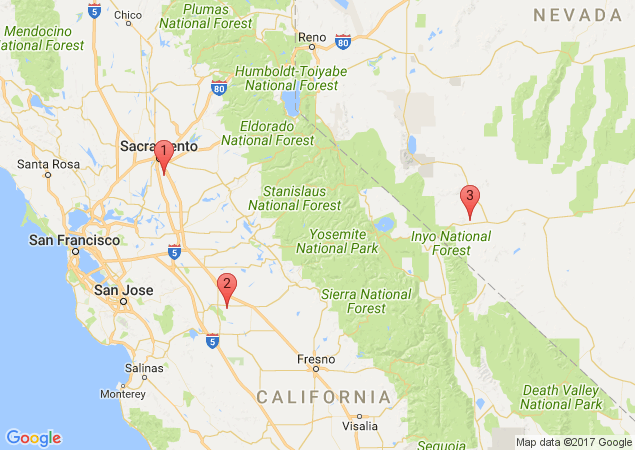 Plumas
National Forest
NEVADA
Chico
Mendocino
National Forest
5
Reno
80
Humboldt-Toiyabe
National Forest
80
Eldorado
National Forest
1
Sacramento
Santa Rosa
Stanislaus
National Forest
3
Yosemite
National Park
Inyo National
Forest
San Francisco
5
San Jose
2
Sierra National
Forest
5
Fresno
Salinas
Monterey
CALIFORNIA
Death Valley
National Park
Visalia
Sequoia
Google
Map data ©2017 Google